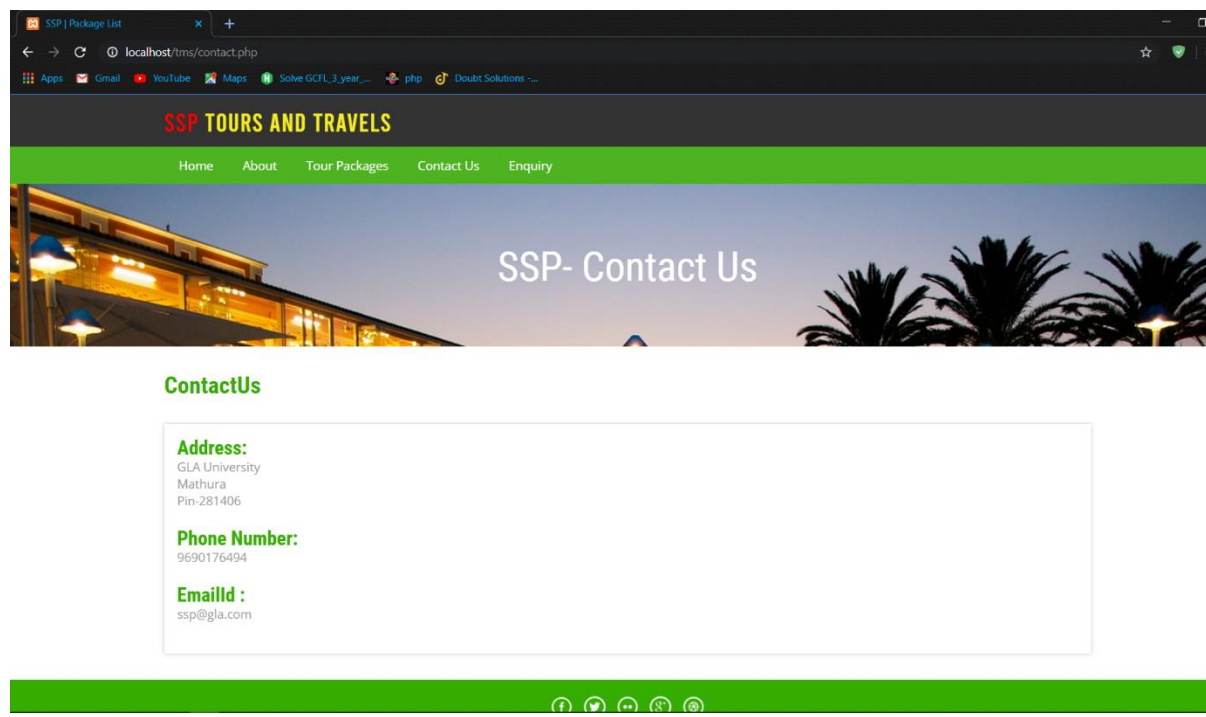 SSP | Package List
localhost/tms/contact.php
Apps Gmail YouTube Maps Solve GCFL_3_year_... php Doubt Solutions -...
SSP TOURS AND TRAVELS
Home About Tour Packages Contact Us Enquiry
SSP- Contact Us
ContactUs
Address:
GLA University
Mathura
Pin-281406
Phone Number:
9690176494
EmailId :
ssp@gla.com